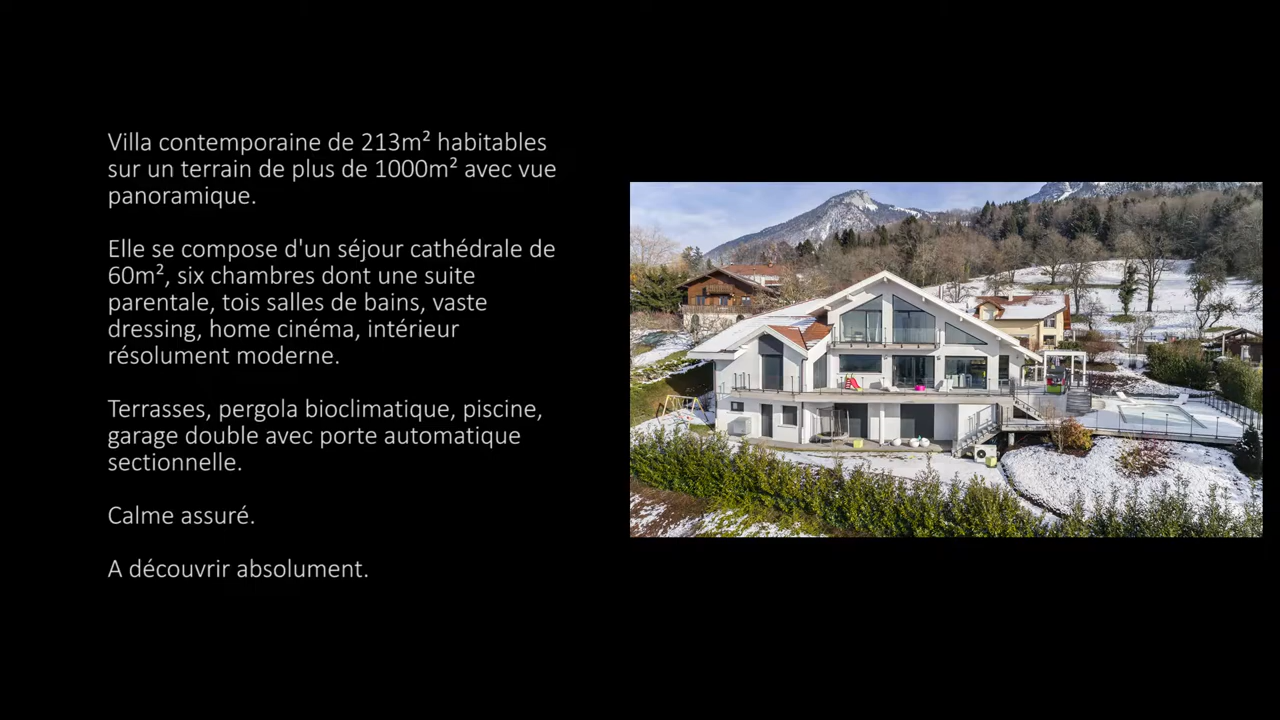 Villa contemporaine de 213m² habitables
sur un terrain de plus de 1000m² avec vue
panoramique.
Elle se compose d'un séjour cathédrale de
60m², six chambres dont une suite
parentale, tois salles de bains, vaste
dressing, home cinéma, intérieur
résolument moderne.
Terrasses, pergola bioclimatique, piscine,
garage double avec porte automatique
sectionnelle.
Calme assuré.
A découvrir absolument.